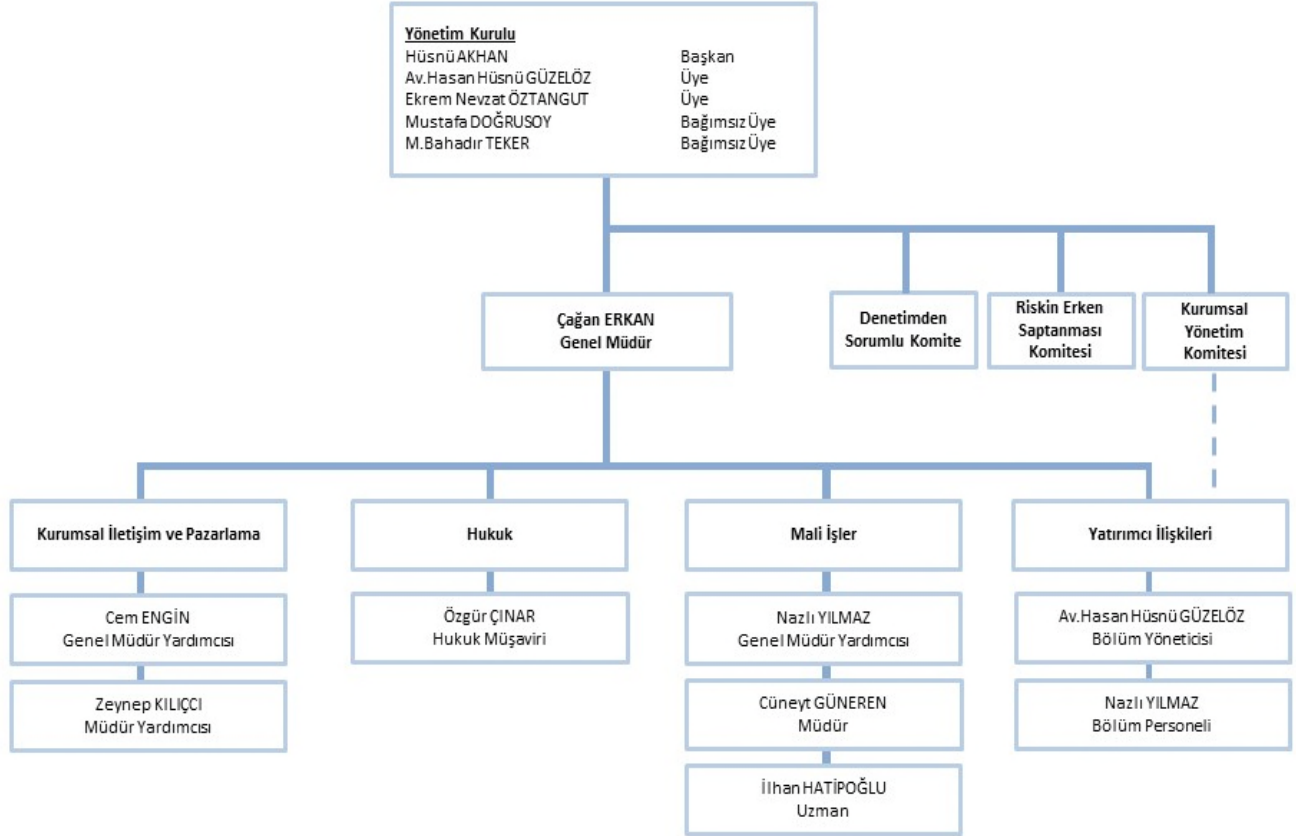 Yönetim Kurulu
Hüsnü AKHAN Başkan
Av.Hasan Hüsnü GÜZELÖZ Üye
Ekrem Nevzat ÖZTANGUT Üye
Mustafa DOĞRUSOY Bağımsız Üye
M.Bahadır TEKER Bağımsız Üye
Çağan ERKAN
Genel Müdür
Denetimden
Sorumlu Komite
Riskin Erken
Saptanması
Komitesi
Kurumsal
Yönetim
Komitesi
Kurumsal İletişim ve Pazarlama
Cem ENGİN
Genel Müdür Yardımcısı
Zeynep KILIÇCI
Müdür Yardımcısı
Hukuk
Özgür ÇINAR
Hukuk Müşaviri
Mali İşler
Nazlı YILMAZ
Genel Müdür Yardımcısı
Cüneyt GÜNEREN
Müdür
İlhan HATİPOĞLU
Uzman
Yatırımcı İlişkileri
Av.Hasan Hüsnü GÜZELÖZ
Bölüm Yöneticisi
Nazlı YILMAZ
Bölüm Personeli